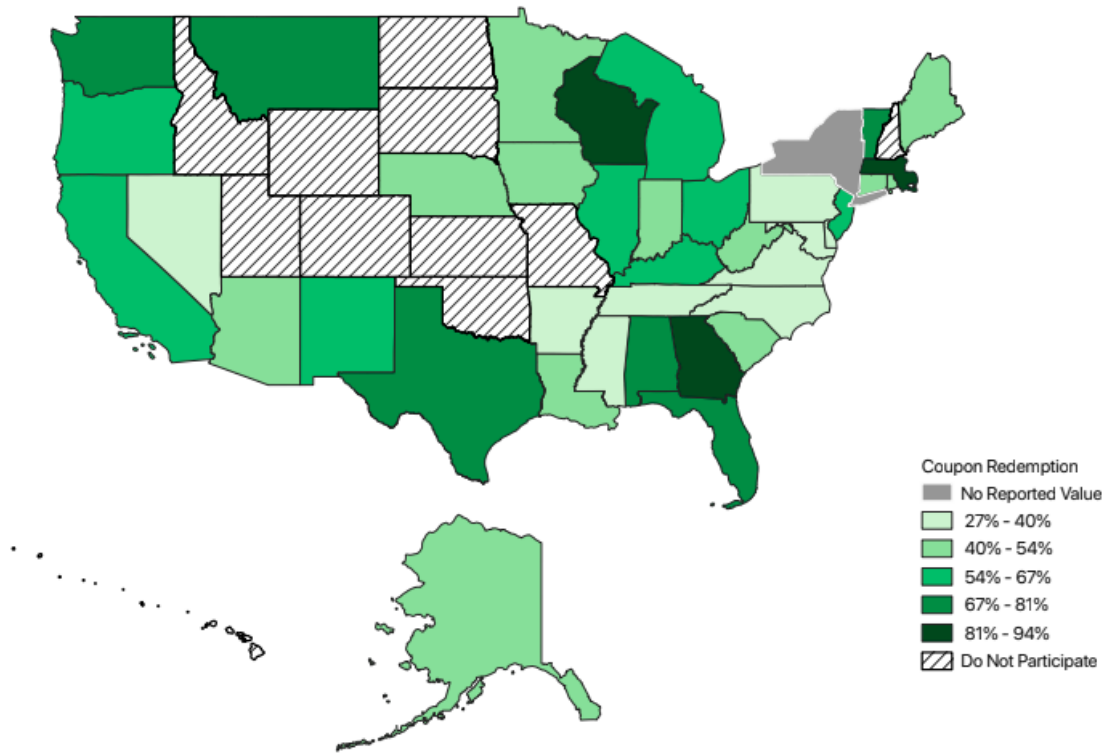 Coupon Redemption
No Reported Value
27% - 40%
40% - 54%
54% - 67%
67% - 81%
81% - 94%
Do Not Participate